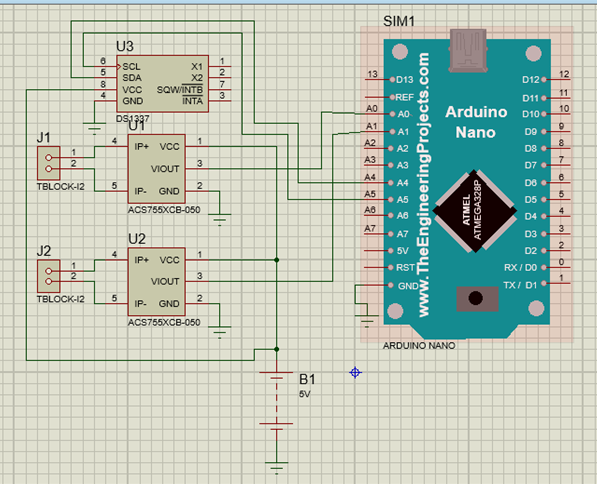 SIM1
U3
6 SCL X1 1
5 SDA X2 2
8 VCC SQW/INTB 7
4 GND INTA 3
DS1337
U1
J1
1
2
TBLOCK-I2
4 IP+ VCC 1
VIOUT 3
5 IP- GND 2
ACS755XCB-050
U2
J2
1
2
TBLOCK-I2
4 IP+ VCC 1
VIOUT 3
5 IP- GND 2
ACS755XCB-050
B1
5V
www.TheEngineeringProjects.com
Arduino
Nano
ATMEL
ATMEGA328P
13 D13
REF
A0 A0
A1 A1
A2 A2
A3 A3
A4 A4
A5 A5
A6 A6
A7 A7
5V
RST
GND
D12 12
D11 11
D10 10
D9 9
D8 8
D7 7
D6 6
D5 5
D4 4
D3 3
D2 2
RX / D0 0
TX / D1 1
ARDUINO NANO